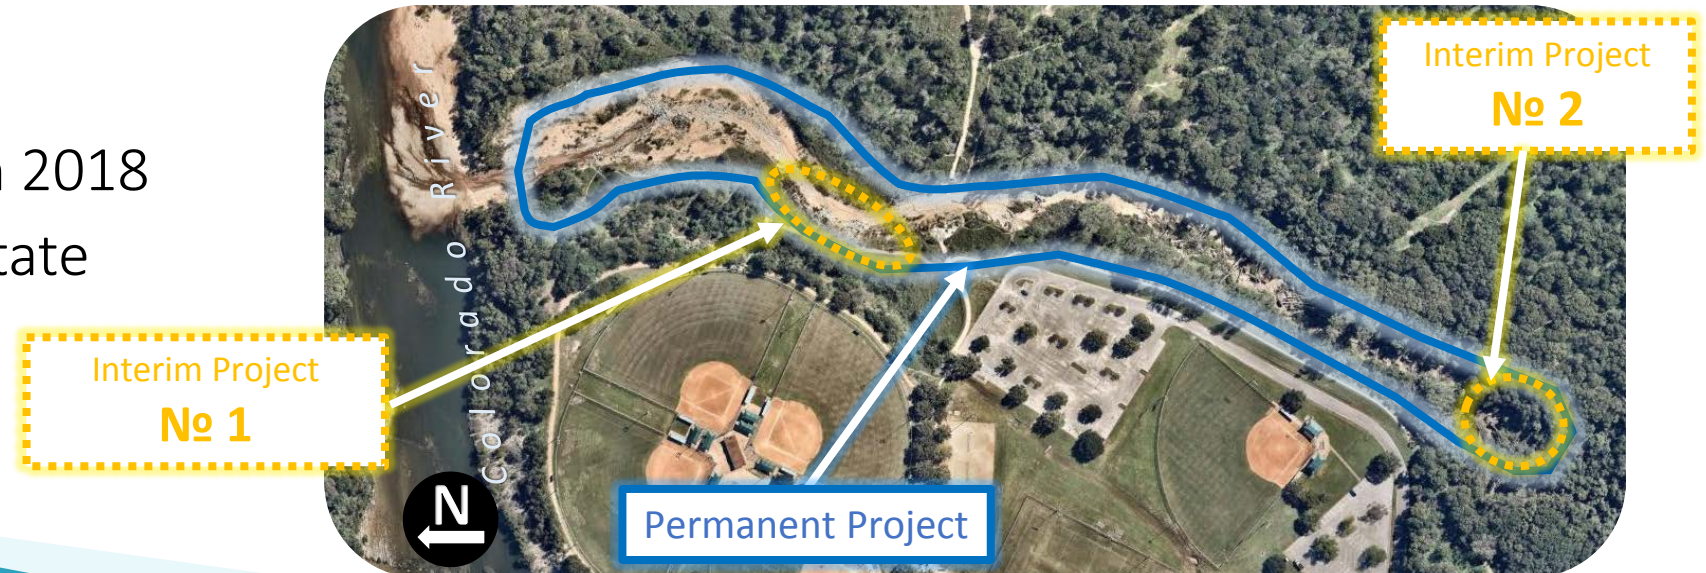 2018
tate
Colorado River
Interim Project
№ 2
Interim Project
№ 1
Permanent Project
N